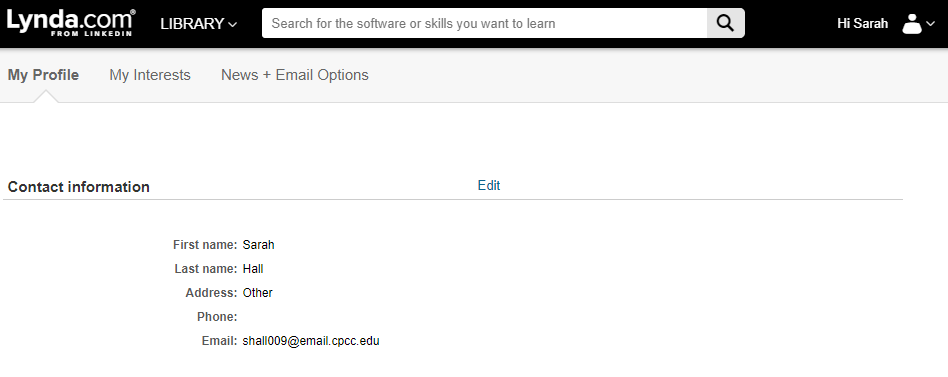 Lynda.com®
FROM LINKEDIN
LIBRARY
Search for the software or skills you want to learn
Hi Sarah
My Profile
My Interests
News + Email Options
Contact information
Edit
First name: Sarah
Last name: Hall
Address: Other
Phone:
Email: shall009@email.cpcc.edu